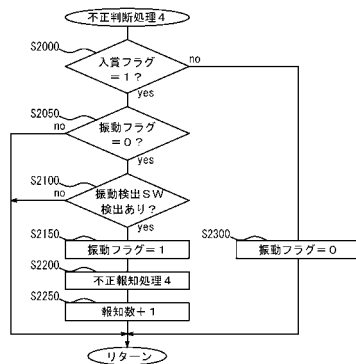 不正判断処理４
S2000
入賞フラグ
＝１？
no
yes
S2050
no
振動フラグ
＝０？
yes
S2100
no
振動検出ＳＷ
検出あり？
yes
S2150
振動フラグ＝１
S2300
振動フラグ＝０
S2200
不正報知処理４
S2250
報知数＋１
リターン